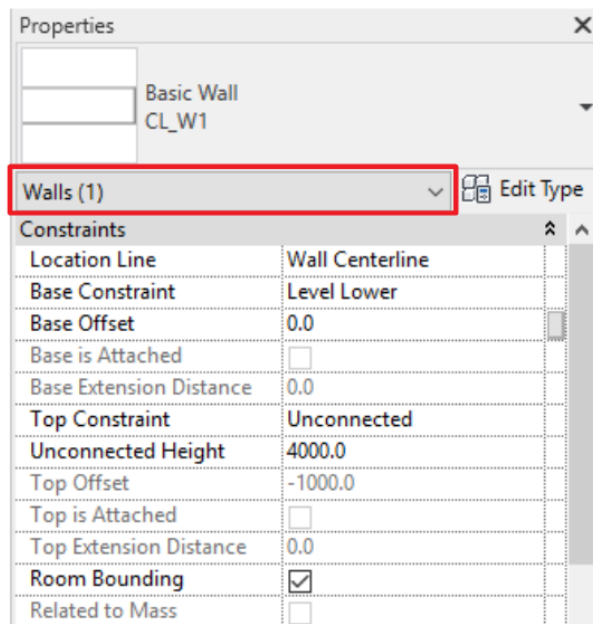 Properties
Basic Wall
CL_W1
Walls (1)
Edit Type
Constraints
Location Line Wall Centerline
Base Constraint Level Lower
Base Offset 0.0
Base is Attached
Base Extension Distance 0.0
Top Constraint Unconnected
Unconnected Height 4000.0
Top Offset -1000.0
Top is Attached
Top Extension Distance 0.0
Room Bounding
Related to Mass